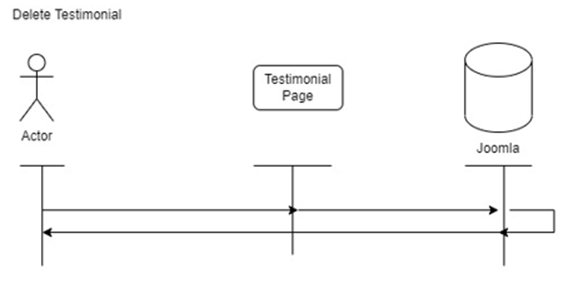 Delete Testimonial
Testimonial
Page
Actor
Joomla